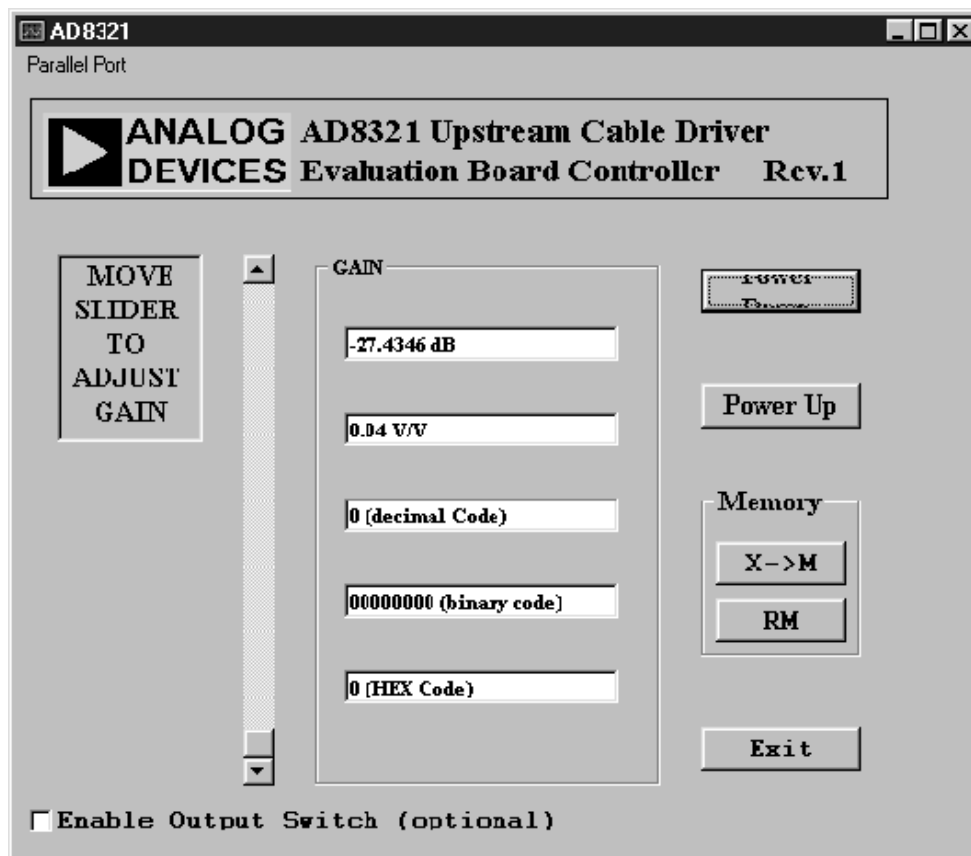 AD8321
Parallel Port
ANALOG DEVICES
AD8321 Upstream Cable Driver
Evaluation Board Controller Rev.1
MOVE
SLIDER
TO
ADJUST
GAIN
GAIN
-27.4346 dB
0.04 V/V
0 (decimal Code)
00000000 (binary code)
0 (HEX Code)
Power
Power Up
Memory
X->M
RM
Exit
Enable Output Switch (optional)